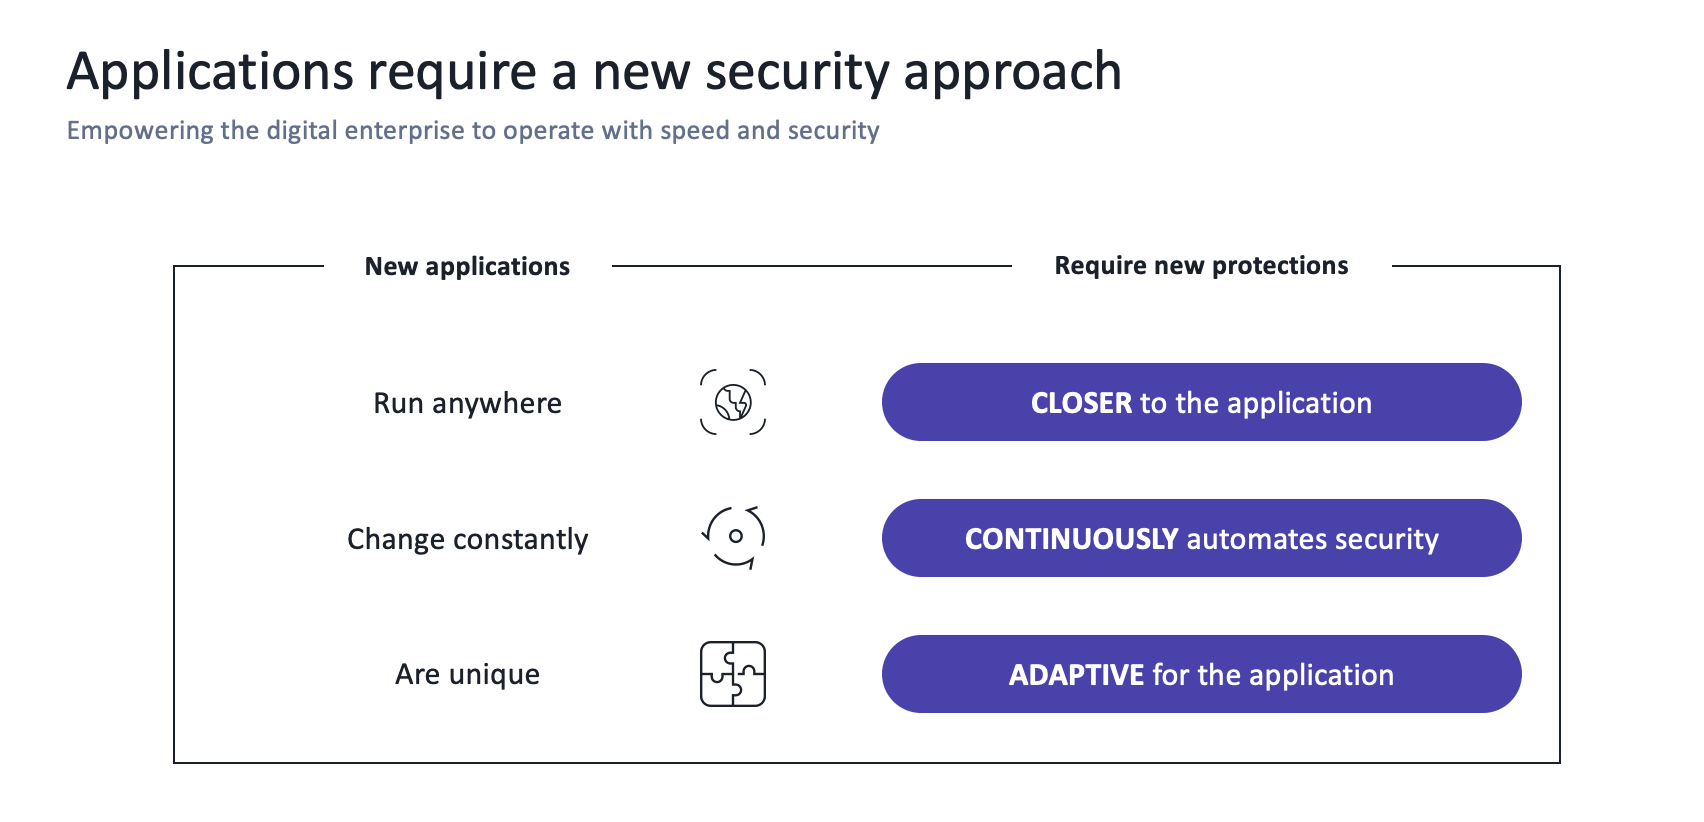 Applications require a new security approach
Empowering the digital enterprise to operate with speed and security
New applications
Require new protections
Run anywhere
CLOSER to the application
Change constantly
CONTINUOUSLY automates security
Are unique
ADAPTIVE for the application